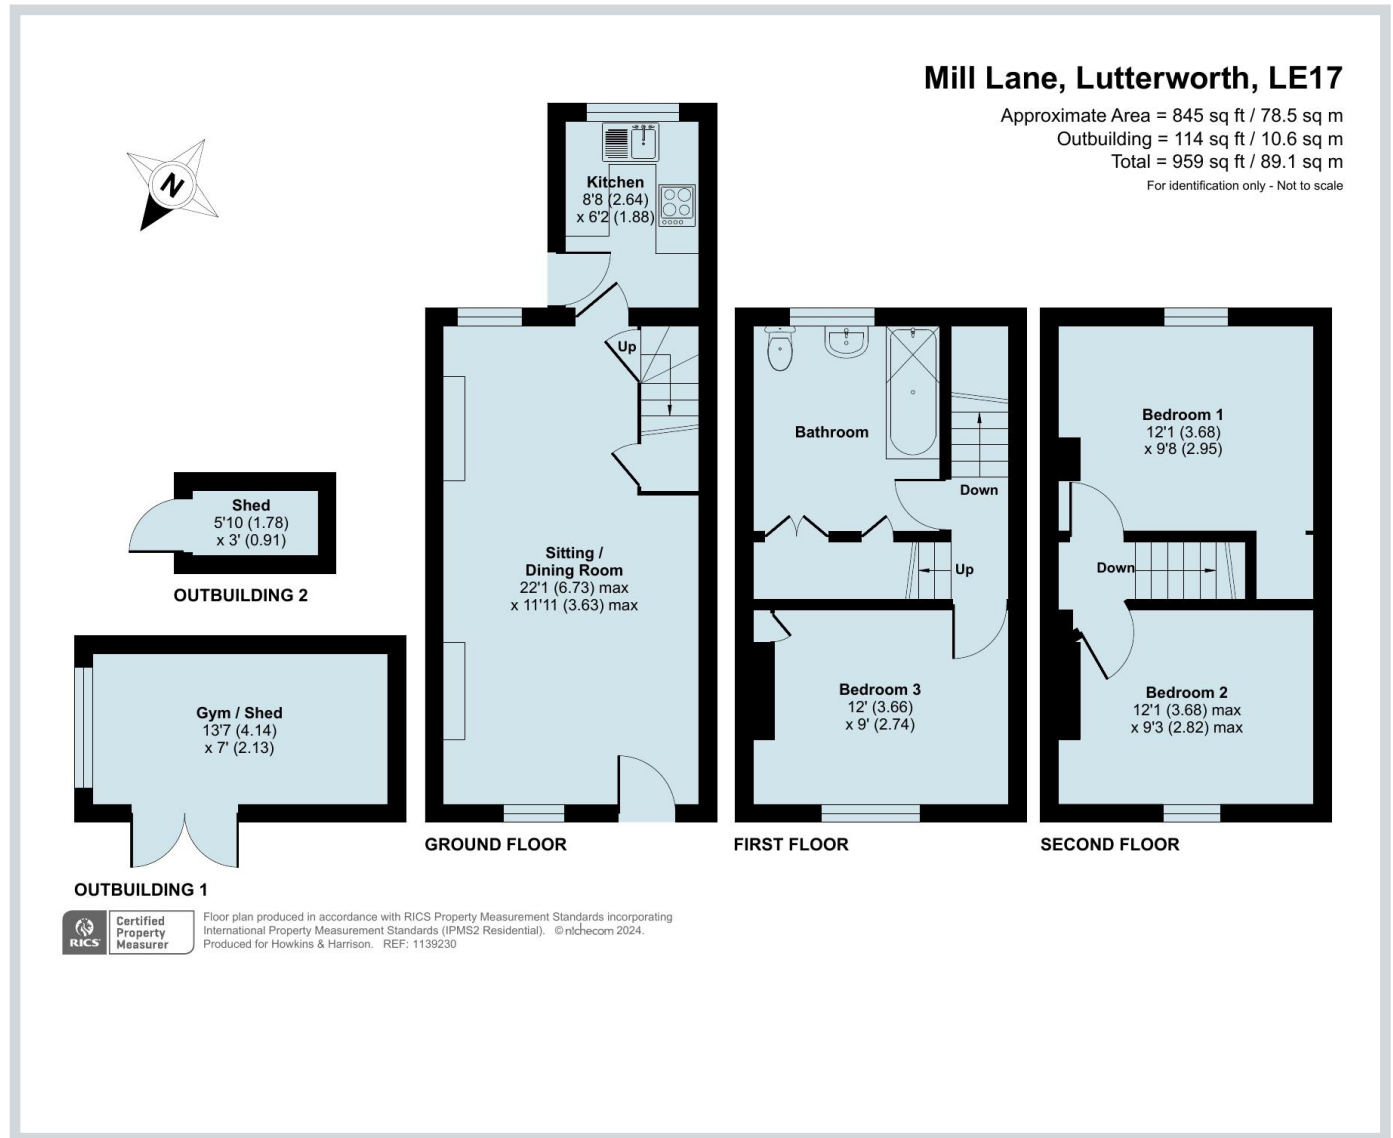 Mill Lane, Lutterworth, LE17
Approximate Area = 845 sq ft / 78.5 sq m
Outbuilding = 114 sq ft / 10.6 sq m
Total = 959 sq ft / 89.1 sq m
For identification only - Not to scale
N
Kitchen
8'8 (2.64)
x 6'2 (1.88)
Up
Sitting /
Dining Room
22'1 (6.73) max
x 11'11 (3.63) max
GROUND FLOOR
Bathroom
Down
Up
Bedroom 3
12' (3.66)
x 9' (2.74)
FIRST FLOOR
Bedroom 1
12'1 (3.68)
x 9'8 (2.95)
Down
Bedroom 2
12'1 (3.68) max
x 9'3 (2.82) max
SECOND FLOOR
Shed
5'10 (1.78)
x 3' (0.91)
OUTBUILDING 2
Gym / Shed
13'7 (4.14)
x 7' (2.13)
OUTBUILDING 1
RICS
Certified
Property
Measurer
Floor plan produced in accordance with RICS Property Measurement Standards incorporating
International Property Measurement Standards (IPMS2 Residential). © nichecom 2024.
Produced for Howkins & Harrison. REF: 1139230